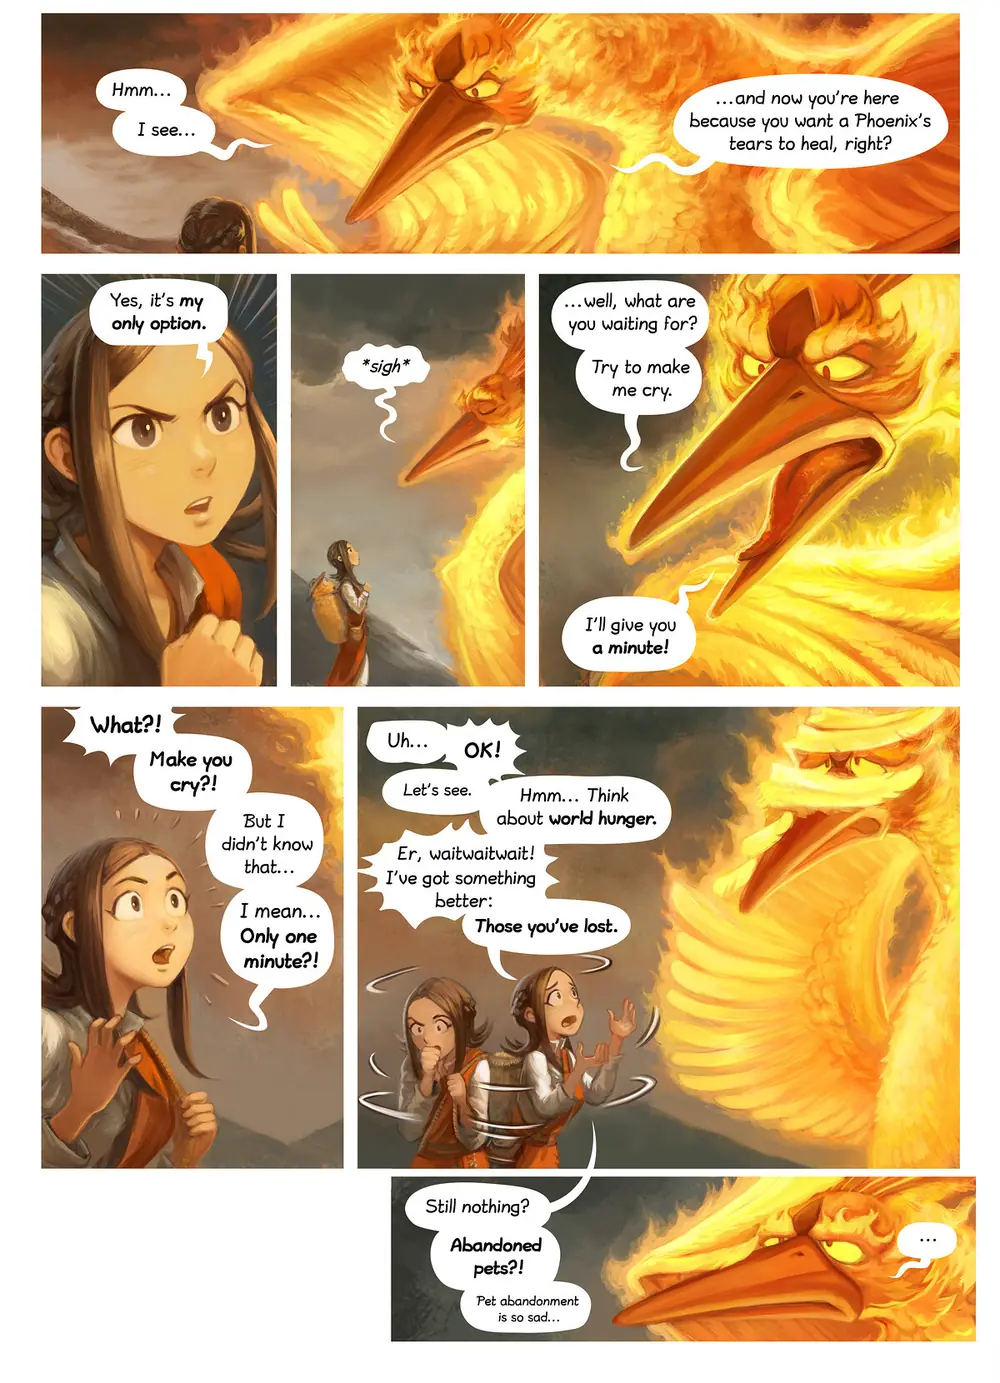 Hmm...
I see...
...and now you're here
because you want a Phoenix's
tears to heal, right?
Yes, it's my
only option.
*sigh*
...well, what are
you waiting for?
Try to make
me cry.
I'll give you
a minute!
What?!
Make you
cry?!
But I
didn't know
that...
I mean...
Only one
minute?!
Uh...
OK!
Let's see.
Hmm... Think
about world hunger.
Er, waitwaitwait!
I've got something
better:
Those you've lost.
Still nothing?
Abandoned
pets?!
Pet abandonment
is so sad...
...